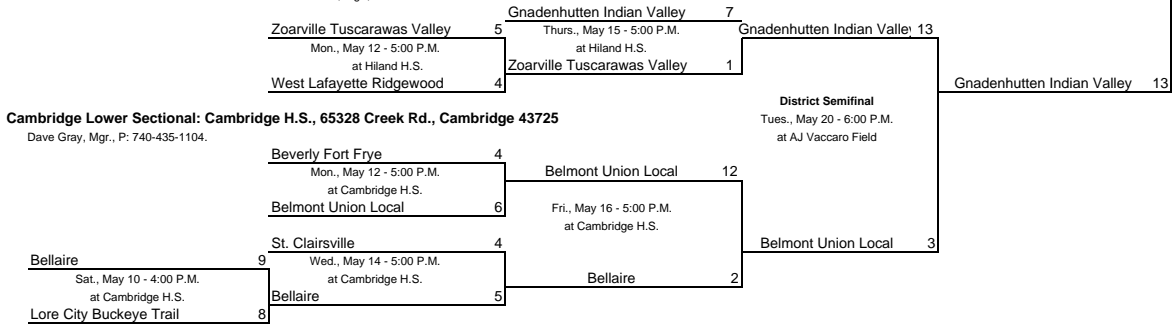 Gnadenhutten Indian Valley 7
Zoarville Tuscarawas Valley 5
Thurs., May 15 - 5:00 P.M.
Gnadenhutten Indian Valley 13
Mon., May 12 - 5:00 P.M.
at Hiland H.S.
at Hiland H.S.
Zoarville Tuscarawas Valley 1
West Lafayette Ridgewood 4
Gnadenhutten Indian Valley 13
District Semifinal
Cambridge Lower Sectional: Cambridge H.S., 65328 Creek Rd., Cambridge 43725
Tues., May 20 - 6:00 P.M.
Dave Gray, Mgr., P: 740-435-1104.
at AJ Vaccaro Field
Beverly Fort Frye 4
Mon., May 12 - 5:00 P.M.
Belmont Union Local 12
at Cambridge H.S.
Belmont Union Local 6
Fri., May 16 - 5:00 P.M.
at Cambridge H.S.
St. Clairsville 4
Belmont Union Local 3
Bellaire 9
Wed., May 14 - 5:00 P.M.
Sat., May 10 - 4:00 P.M.
at Cambridge H.S.
Bellaire 2
at Cambridge H.S.
Bellaire 5
Lore City Buckeye Trail 8